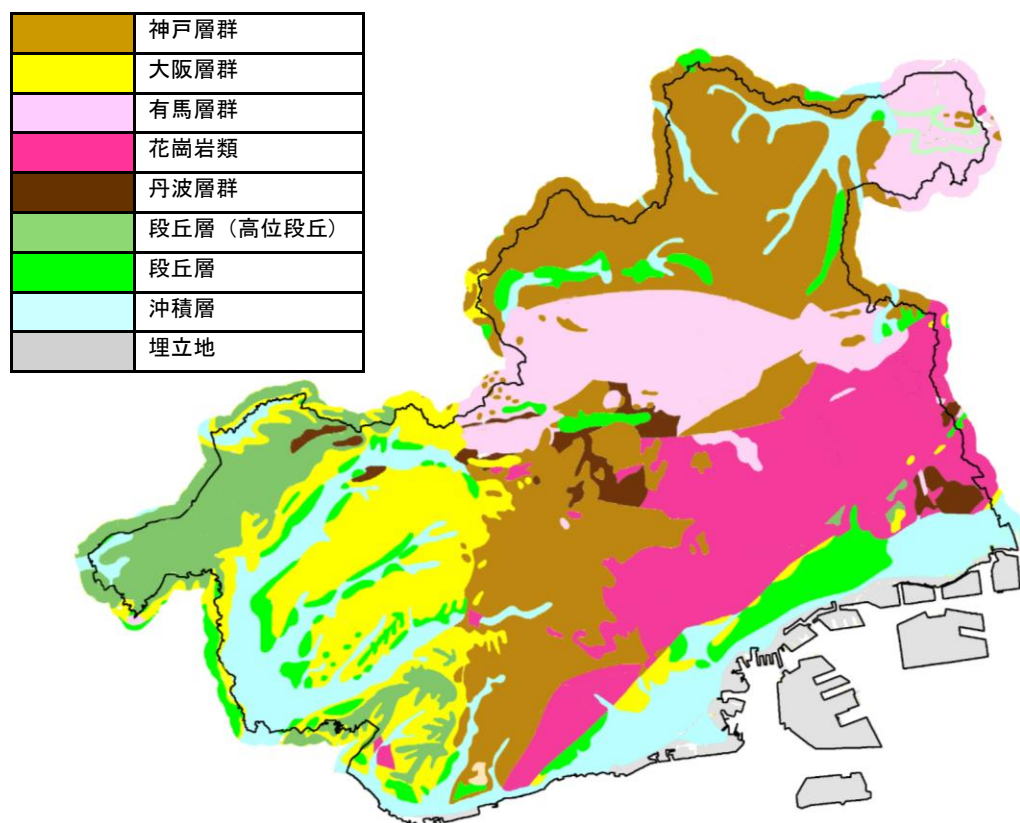 神戸層群
大阪層群
有馬層群
花崗岩類
丹波層群
段丘層（高位段丘）
段丘層
沖積層
埋立地